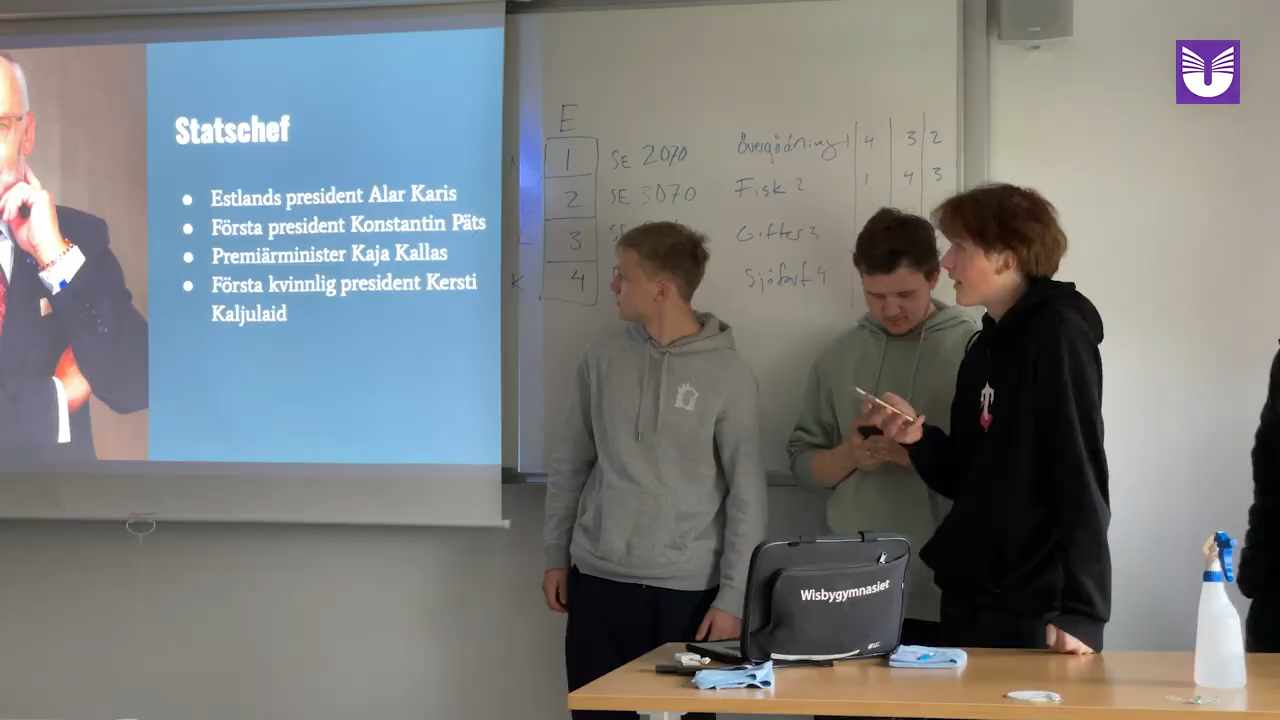 Statschef
Estlands president Alar Karis
Första president Konstantin Päts
Premiärminister Kaja Kallas
Första kvinnlig president Kersti
Kaljulaid
E
1 SE 2070 Övergödning 1 4 3 2
2 SE 3070 Fisk 2 1 4 3
3 Gifter 3
K 4 Sjöfart 4
Wisbygymnasiet